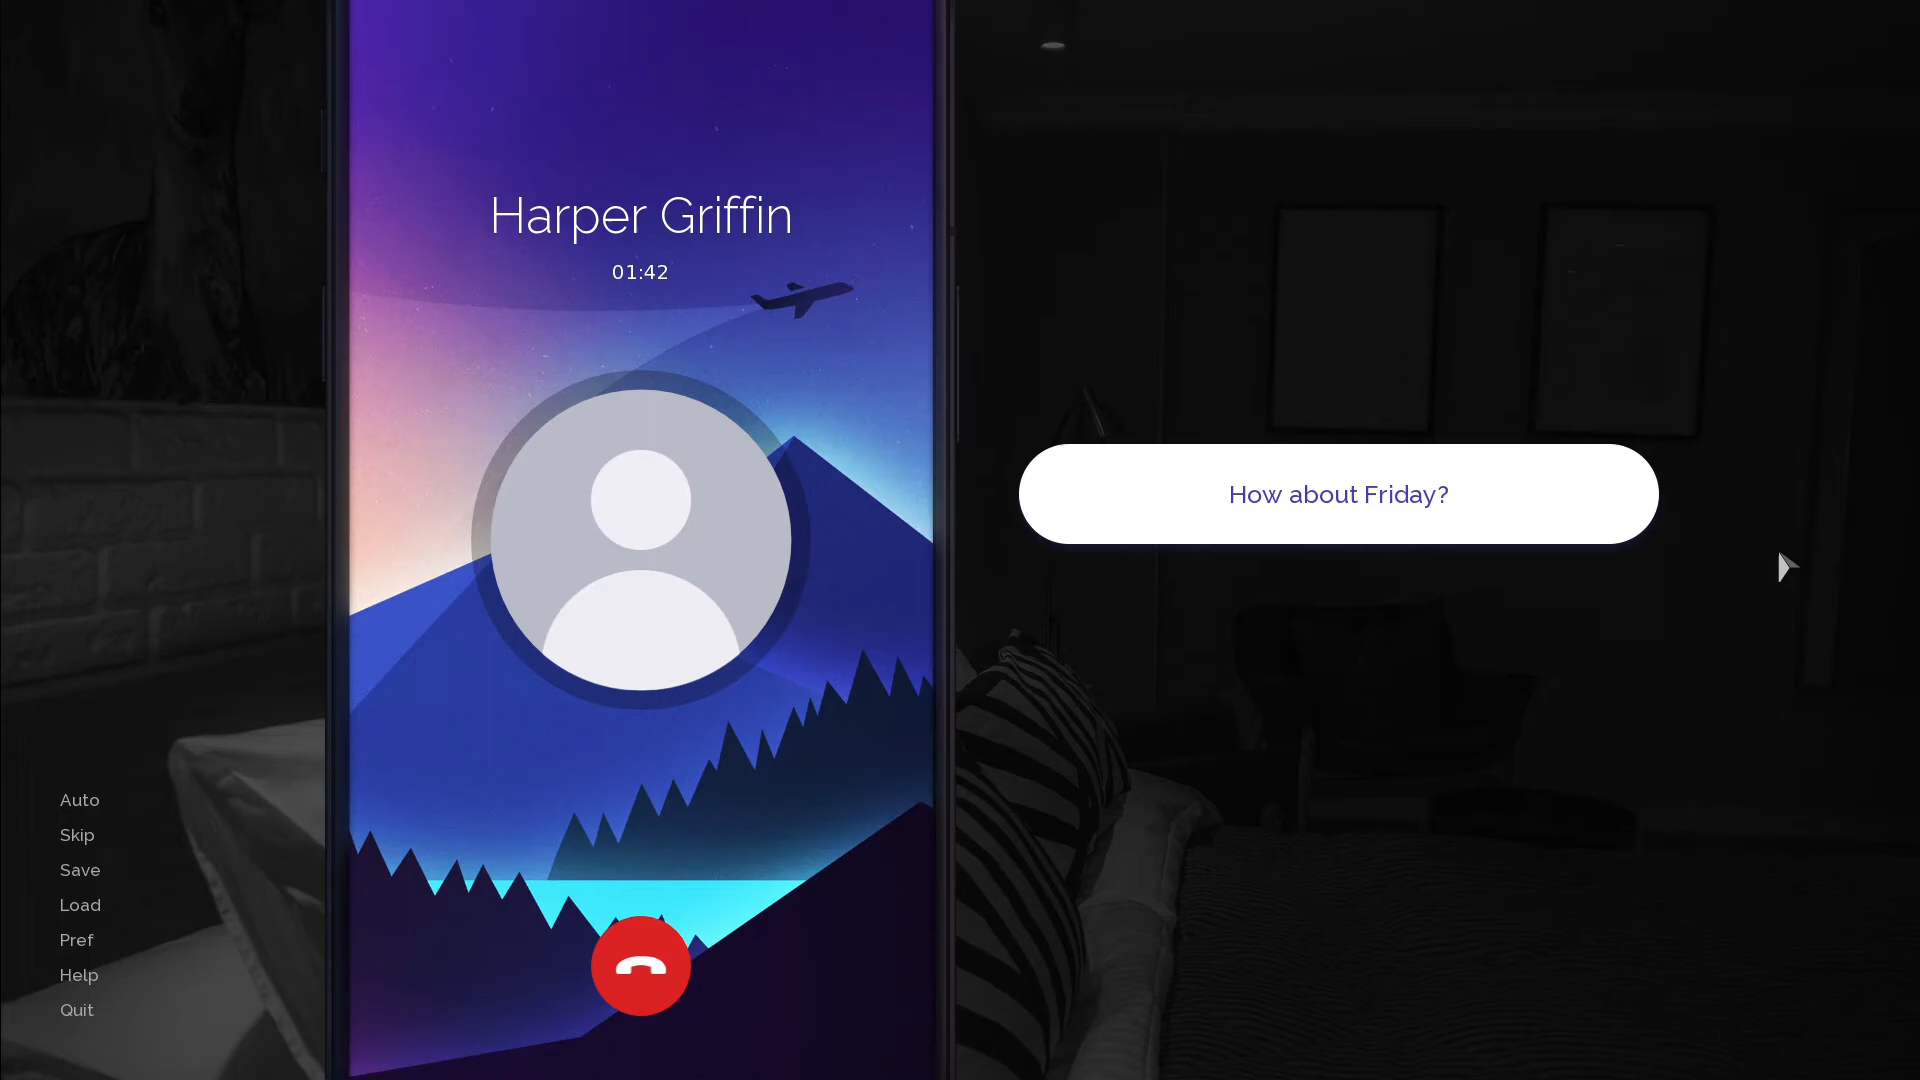 Harper Griffin
01:42
How about Friday?
Auto
Skip
Save
Load
Pref
Help
Quit